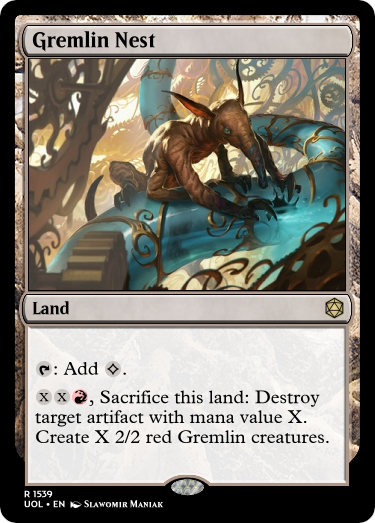 Gremlin Nest
Land
: Add .
X X , Sacrifice this land: Destroy
target artifact with mana value X.
Create X 2/2 red Gremlin creatures.
R 1539
UOL • EN Slawomir Maniak